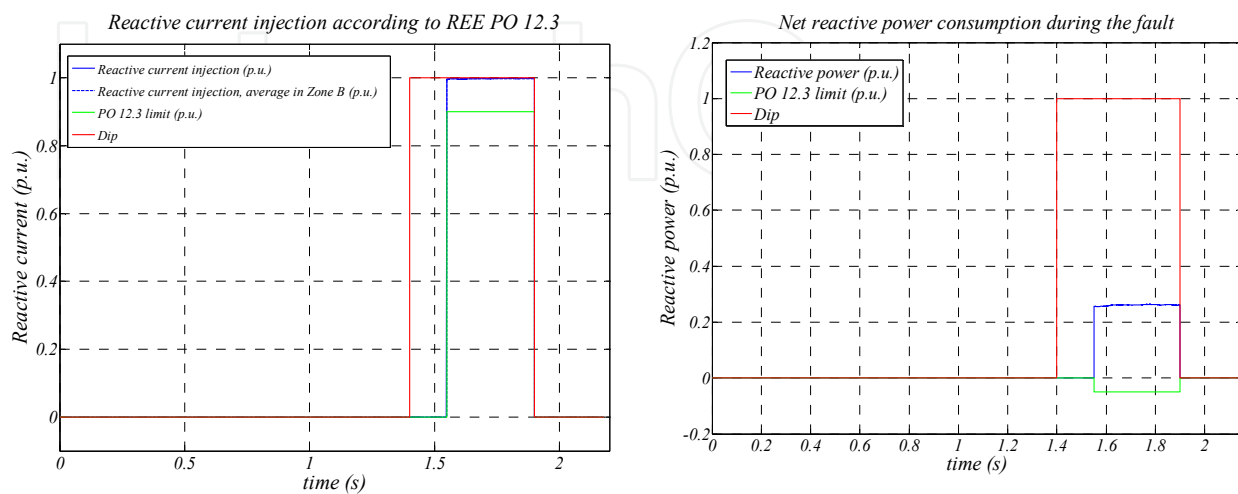 Reactive current injection according to REE PO 12.3
Reactive current injection (p.u.)
Reactive current injection, average in Zone B (p.u.)
PO 12.3 limit (p.u.)
Dip
Reactive current (p.u.)
1
0.8
0.6
0.4
0.2
0
0
0.5
1
1.5
2
time (s)
Net reactive power consumption during the fault
Reactive power (p.u.)
PO 12.3 limit (p.u.)
Dip
Reactive power (p.u.)
1.2
1
0.8
0.6
0.4
0.2
0
-0.2
0
0.2
0.4
0.6
0.8
1
1.2
1.4
1.6
1.8
2
time (s)